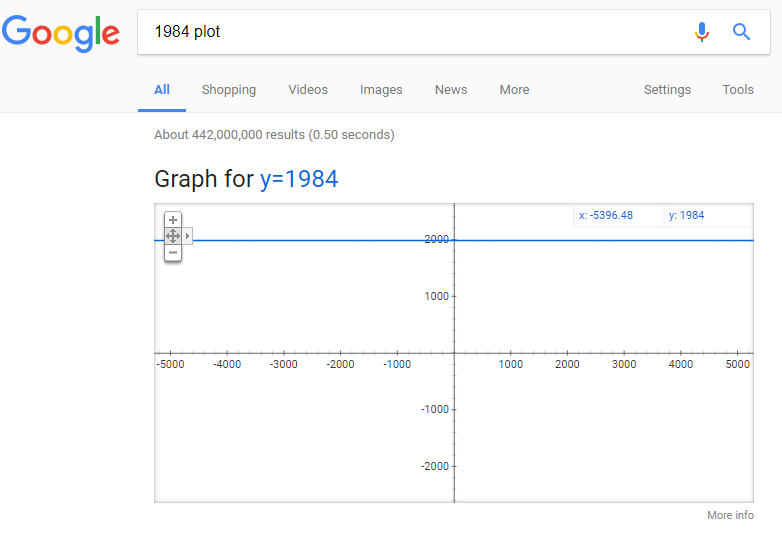 Google 1984 plot
All Shopping Videos Images News More Settings Tools
About 442,000,000 results (0.50 seconds)
Graph for y=1984
x: -5396.48 y: 1984
+
−
2000
1000
-5000 -4000 -3000 -2000 -1000 1000 2000 3000 4000 5000
-1000
-2000
More info